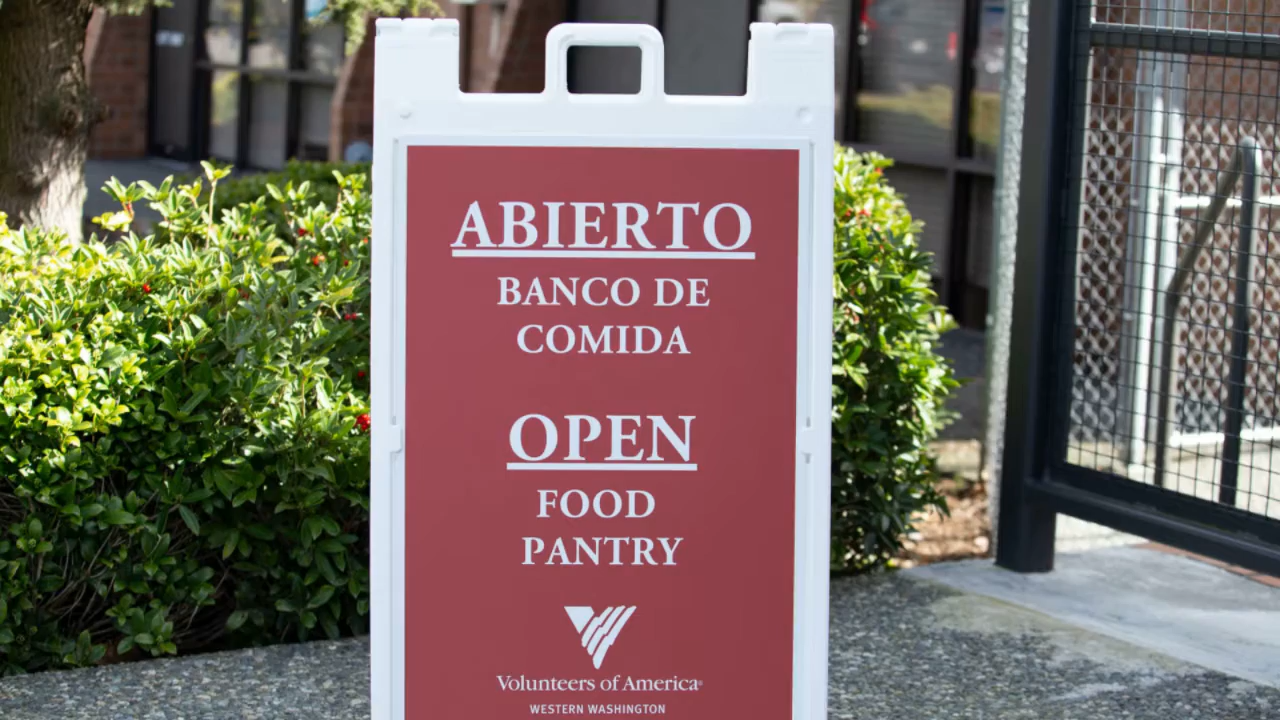 ABIERTO
BANCO DE
COMIDA
OPEN
FOOD
PANTRY
Volunteers of America®
WESTERN WASHINGTON